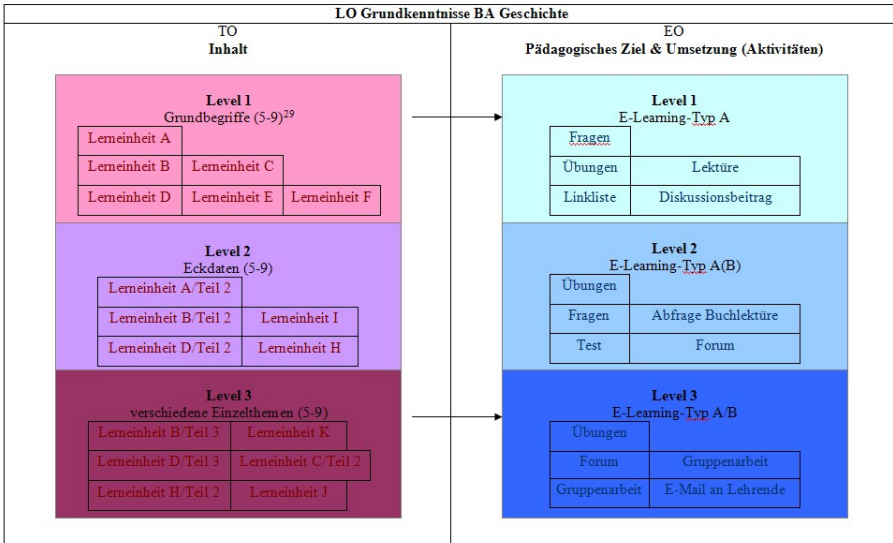 LO Grundkenntnisse BA Geschichte
TO
Inhalt
EO
Pädagogisches Ziel & Umsetzung (Aktivitäten)
Level 1
Grundbegriffe (5-9)29
Lerneinheit A
Lerneinheit B Lerneinheit C
Lerneinheit D Lerneinheit E Lerneinheit F
Level 1
E-Learning-Typ A
Fragen
Übungen Lektüre
Linkliste Diskussionsbeitrag
Level 2
Eckdaten (5-9)
Lerneinheit A/Teil 2
Lerneinheit B/Teil 2 Lerneinheit I
Lerneinheit D/Teil 2 Lerneinheit H
Level 2
E-Learning-Typ A(B)
Übungen
Fragen Abfrage Buchlektüre
Test Forum
Level 3
verschiedene Einzelthemen (5-9)
Lerneinheit B/Teil 3 Lerneinheit K
Lerneinheit D/Teil 3 Lerneinheit C/Teil 2
Lerneinheit H/Teil 2 Lerneinheit J
Level 3
E-Learning-Typ A/B
Übungen
Forum Gruppenarbeit
Gruppenarbeit E-Mail an Lehrende